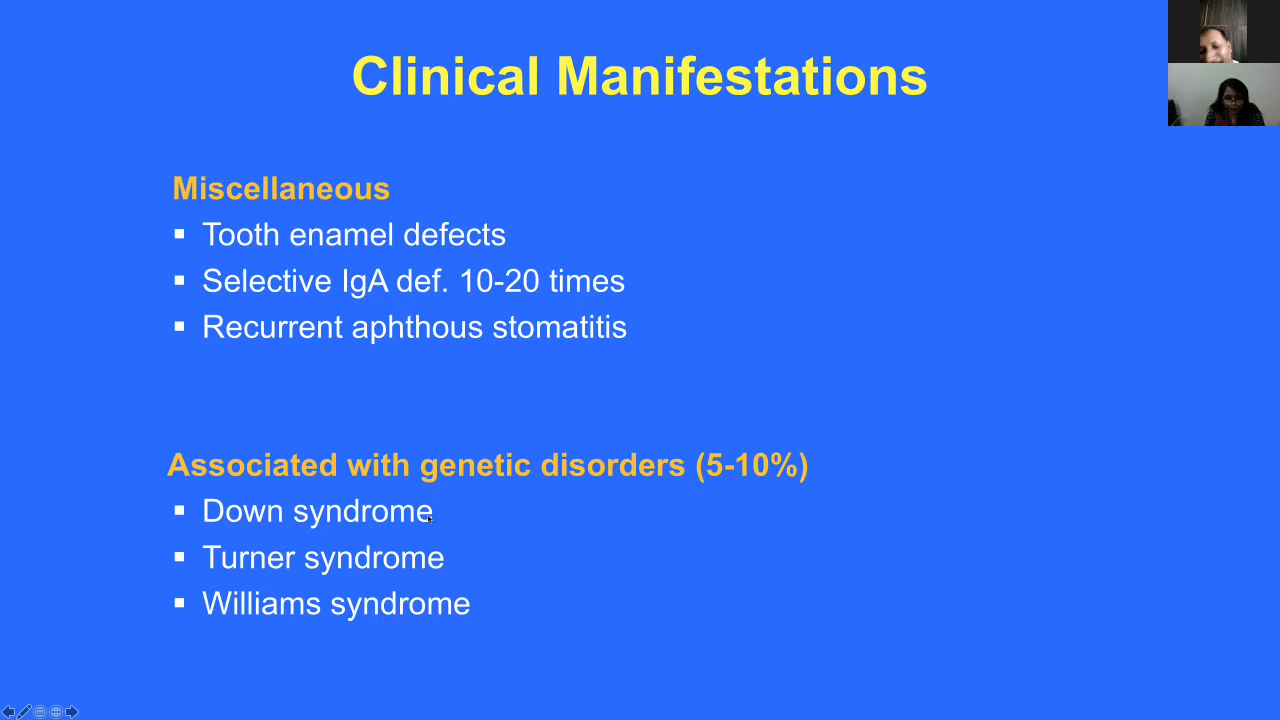 Clinical Manifestations
Miscellaneous
▪ Tooth enamel defects
▪ Selective IgA def. 10-20 times
▪ Recurrent aphthous stomatitis
Associated with genetic disorders (5-10%)
▪ Down syndrome
▪ Turner syndrome
▪ Williams syndrome